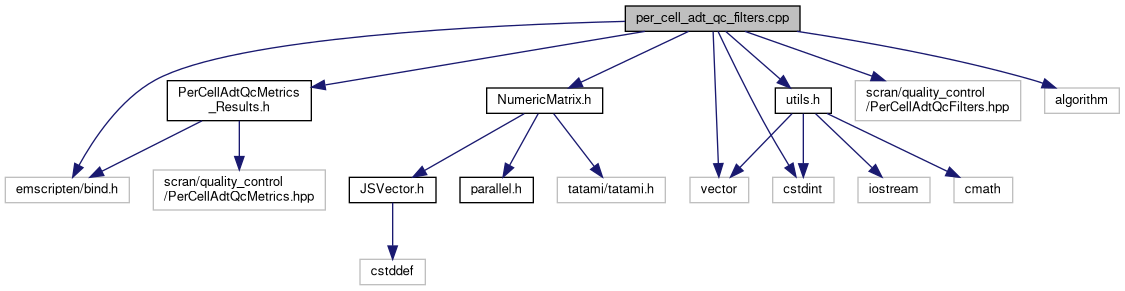 per_cell_adt_qc_filters.cpp
PerCellAdtQcMetrics
_Results.h
NumericMatrix.h
utils.h
scran/quality_control
/PerCellAdtQcFilters.hpp
algorithm
emscripten/bind.h
scran/quality_control
/PerCellAdtQcMetrics.hpp
JSVector.h
parallel.h
tatami/tatami.h
vector
cstdint
iostream
cmath
cstddef